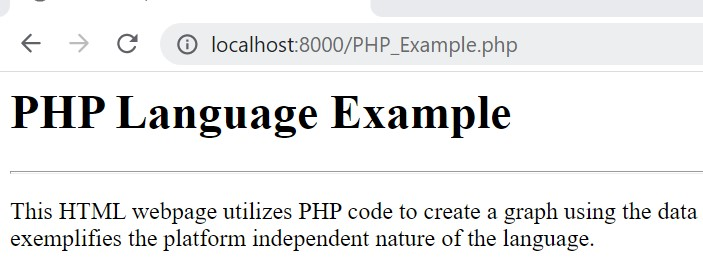 localhost:8000/PHP_Example.php
PHP Language Example
This HTML webpage utilizes PHP code to create a graph using the data
exemplifies the platform independent nature of the language.